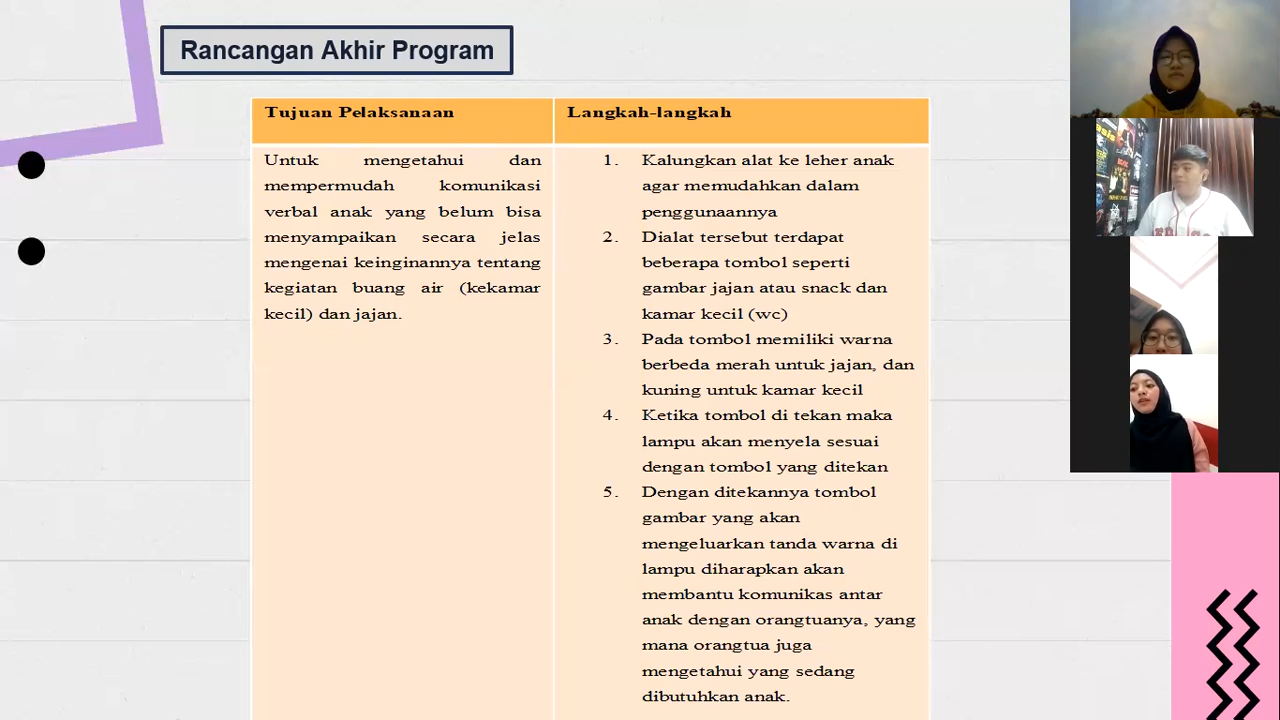 Rancangan Akhir Program
Tujuan Pelaksanaan
Langkah-langkah
Untuk mengetahui dan
mempermudah komunikasi
verbal anak yang belum bisa
menyampaikan secara jelas
mengenai keinginannya tentang
kegiatan buang air (kekamar
kecil) dan jajan.
1. Kalungkan alat ke leher anak
agar memudahkan dalam
penggunaannya
2. Dialat tersebut terdapat
beberapa tombol seperti
gambar jajan atau snack dan
kamar kecil (wc)
3. Pada tombol memiliki warna
berbeda merah untuk jajan, dan
kuning untuk kamar kecil
4. Ketika tombol di tekan maka
lampu akan menyela sesuai
dengan tombol yang ditekan
5. Dengan ditekannya tombol
gambar yang akan
mengeluarkan tanda warna di
lampu diharapkan akan
membantu komunikas antar
anak dengan orangtuanya, yang
mana orangtua juga
mengetahui yang sedang
dibutuhkan anak.